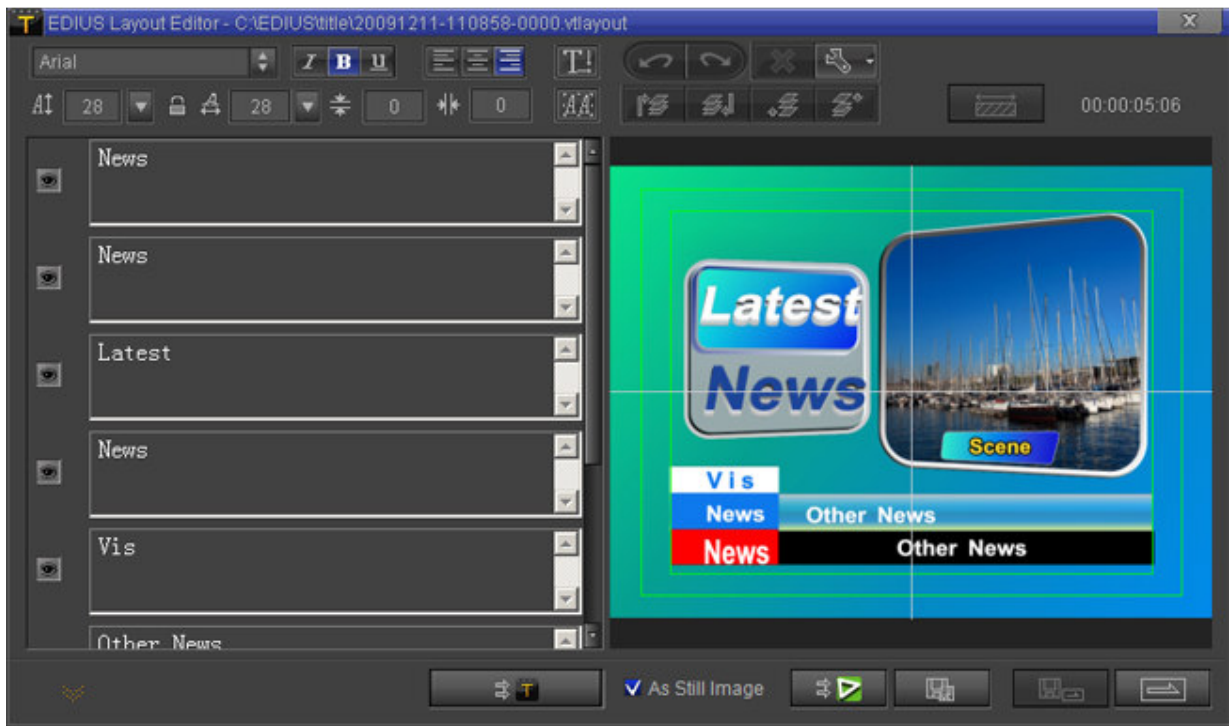 T EDIUS Layout Editor - C:\EDIUS\title\20091211-110858-0000.vtlayout X
Arial I B U T!
A 28 A 28 0 0 AA 00:00:05:06
News
News
Latest
News
Vis
Other News
Latest
News
Scene
Vis
News Other News
News Other News
T As Still Image